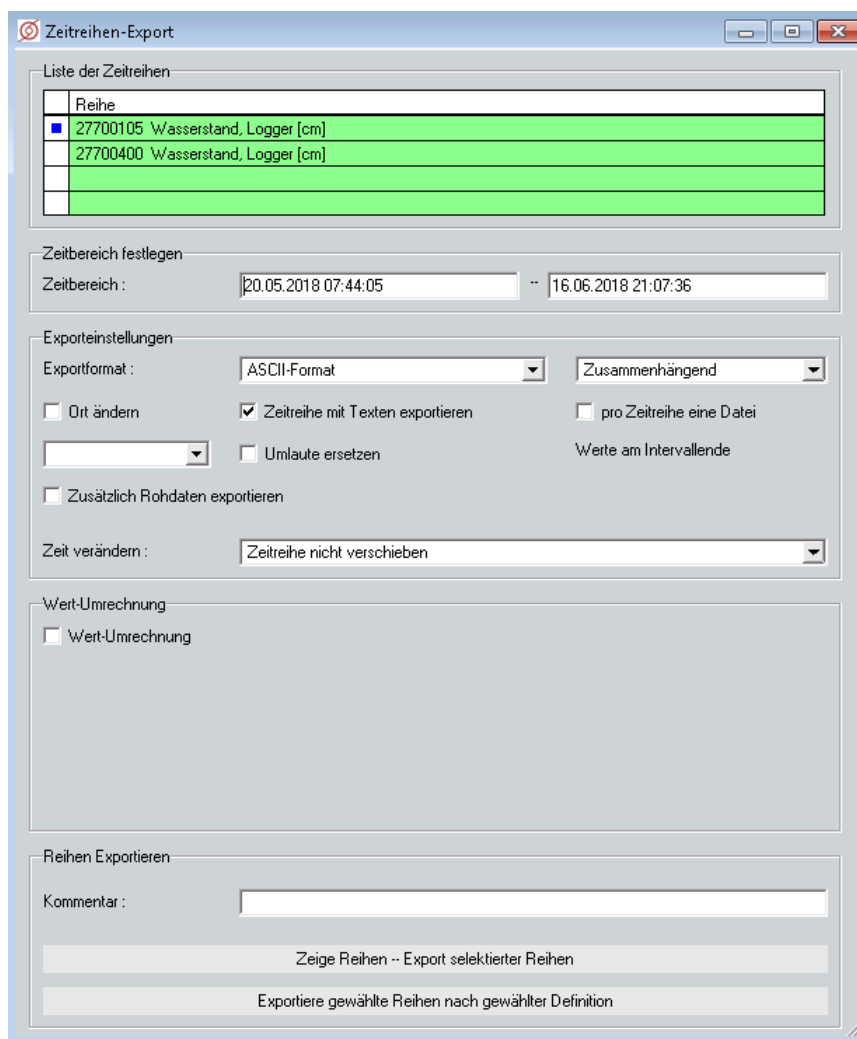 Zeitreihen-Export
Liste der Zeitreihen
Reihe
27700105 Wasserstand, Logger [cm]
27700400 Wasserstand, Logger [cm]
Zeitbereich festlegen
Zeitbereich : 20.05.2018 07:44:05 -- 16.06.2018 21:07:36
Exporteinstellungen
Exportformat : ASCII-Format Zusammenhängend
Ort ändern Zeitreihe mit Texten exportieren pro Zeitreihe eine Datei
Umlaute ersetzen Werte am Intervallende
Zusätzlich Rohdaten exportieren
Zeit verändern : Zeitreihe nicht verschieben
Wert-Umrechnung
Wert-Umrechnung
Reihen Exportieren
Kommentar :
Zeige Reihen -- Export selektierter Reihen
Exportiere gewählte Reihen nach gewählter Definition